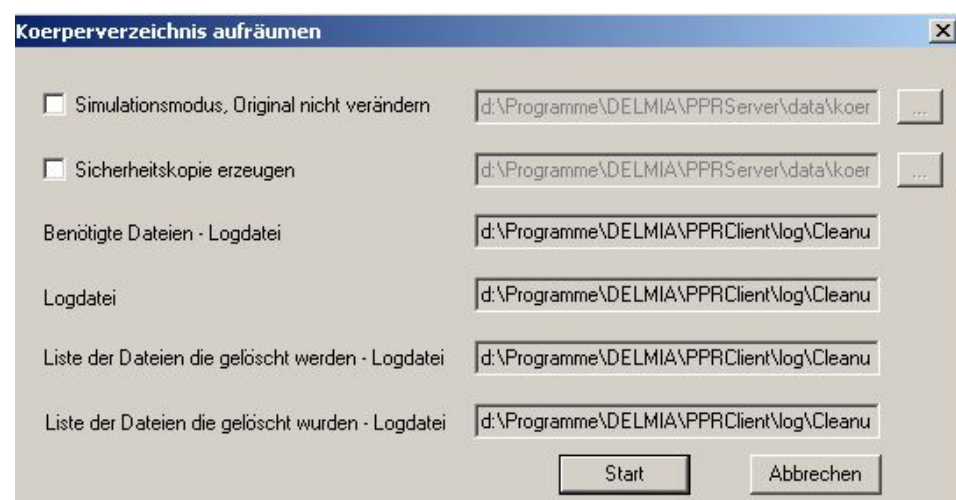 Koerperverzeichnis aufräumen
Simulationsmodus, Original nicht verändern d:\Programme\DELMIA\PPRServer\data\koer ...
Sicherheitskopie erzeugen d:\Programme\DELMIA\PPRServer\data\koer ...
Benötigte Dateien - Logdatei d:\Programme\DELMIA\PPRClient\log\Cleanu
Logdatei d:\Programme\DELMIA\PPRClient\log\Cleanu
Liste der Dateien die gelöscht werden - Logdatei d:\Programme\DELMIA\PPRClient\log\Cleanu
Liste der Dateien die gelöscht wurden - Logdatei d:\Programme\DELMIA\PPRClient\log\Cleanu
Start Abbrechen